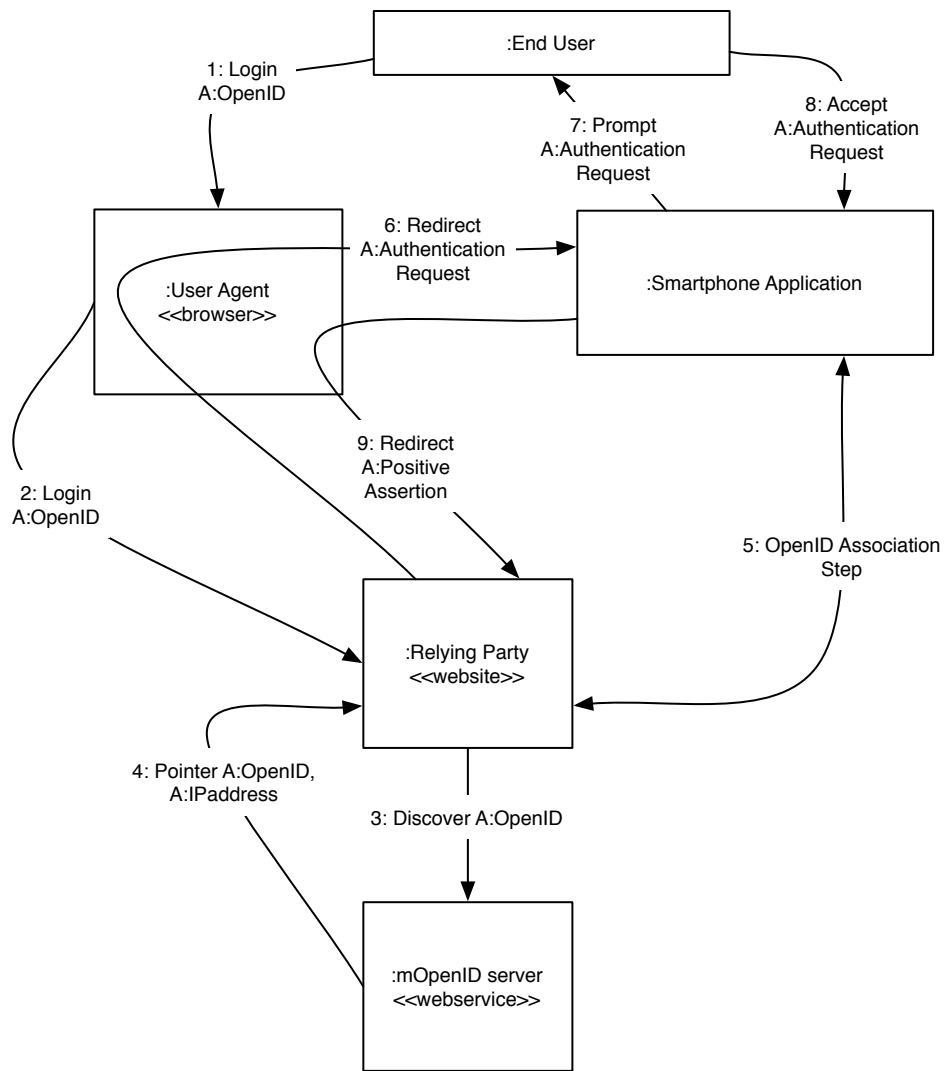 :End User
1: Login
A:OpenID
8: Accept
A:Authentication
Request
7: Prompt
A:Authentication
Request
6: Redirect
A:Authentication
Request
:User Agent
<<browser>>
:Smartphone Application
9: Redirect
A:Positive
Assertion
2: Login
A:OpenID
5: OpenID Association
Step
:Relying Party
<<website>>
4: Pointer A:OpenID,
A:IPaddress
3: Discover A:OpenID
:mOpenID server
<<webservice>>